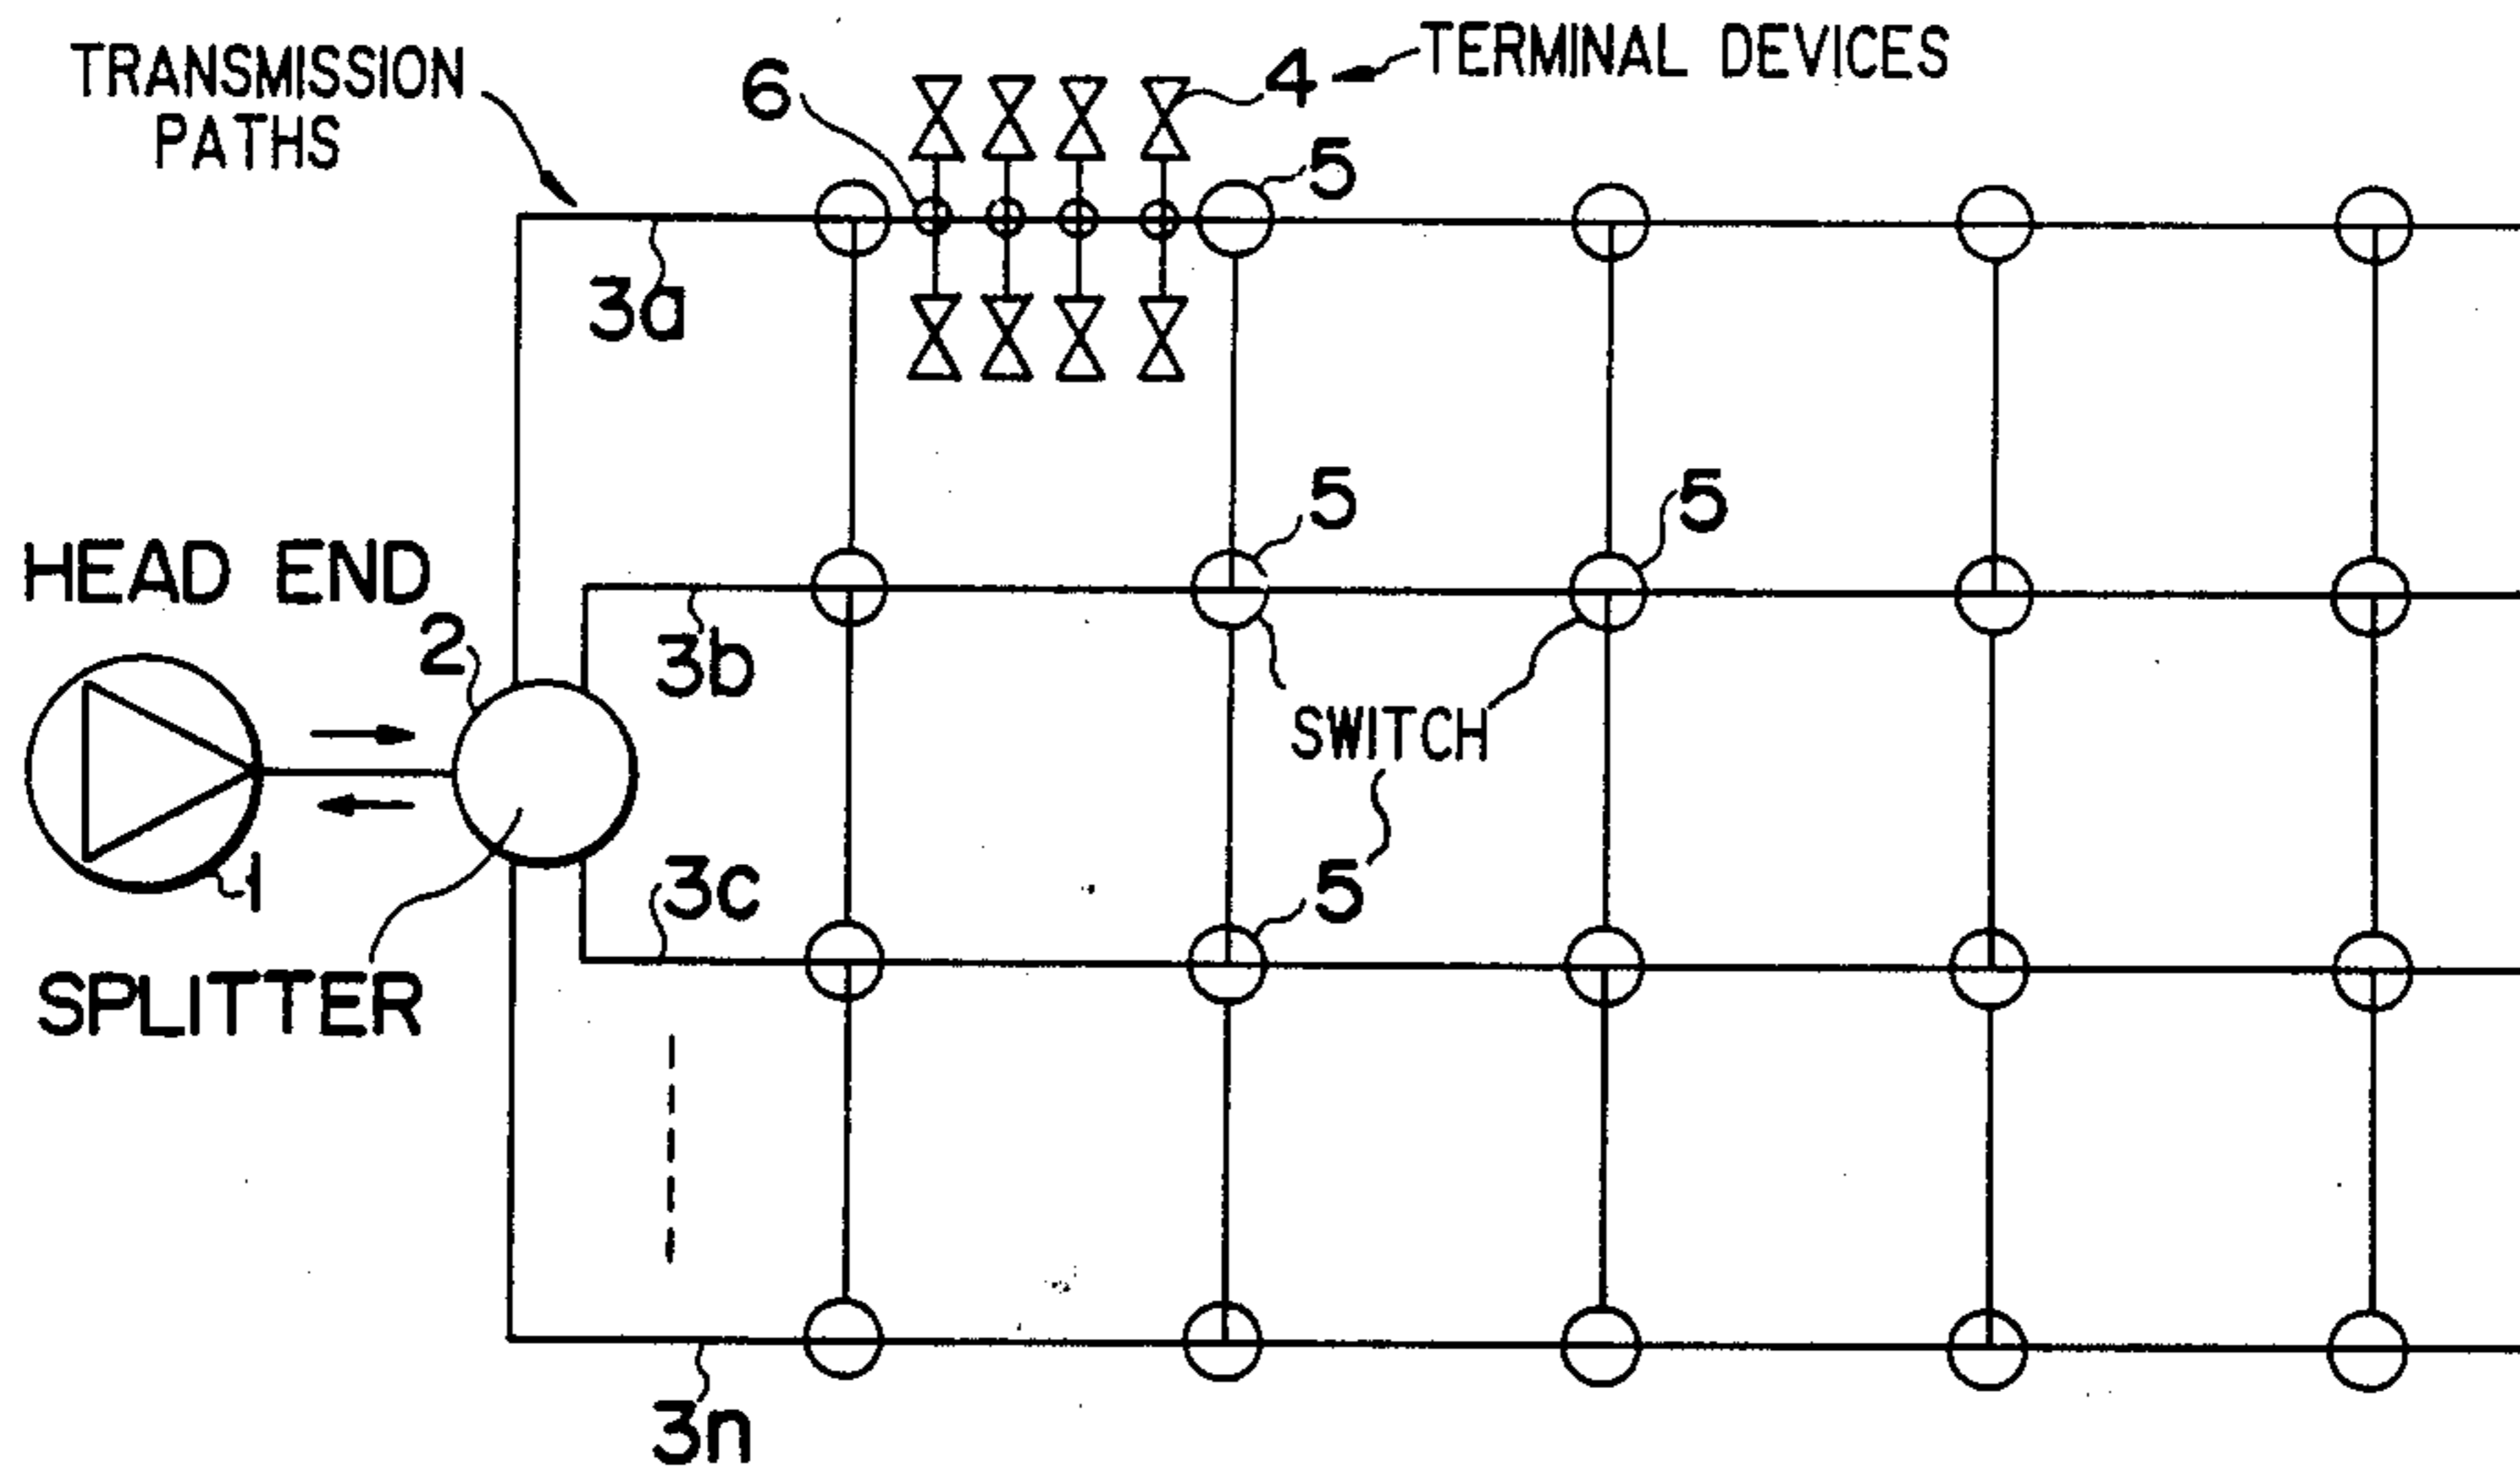 TRANSMISSION
PATHS
6
4
TERMINAL DEVICES
5
3a
5
5
HEAD END
2
3b
SWITCH
1
3c
5
SPLITTER
3n